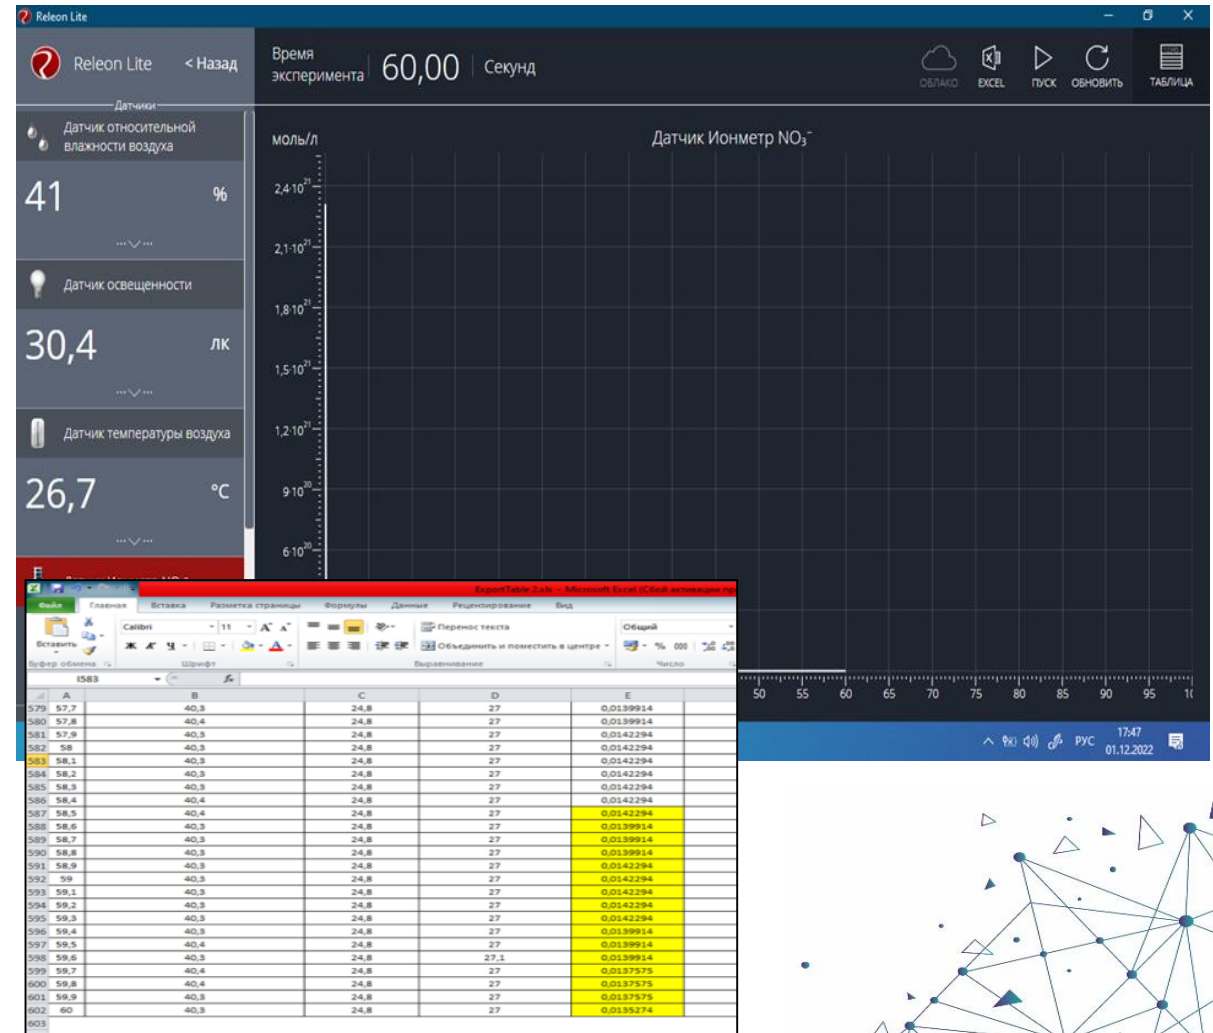 Releon Lite
Releon Lite < Назад
Время
эксперимента 60,00 Секунд
ОБЛАКО EXCEL ПУСК ОБНОВИТЬ ТАБЛИЦА
Датчики
Датчик относительной
влажности воздуха
41 %
Датчик освещенности
30,4 лк
Датчик температуры воздуха
26,7 °C
моль/л Датчик Ионметр NO₃⁻
2,4·10²¹
2,1·10²¹
1,8·10²¹
1,5·10²¹
1,2·10²¹
9·10²⁰
6·10²⁰
50 55 60 65 70 75 80 85 90 95
РУС 17:47
01.12.2022
ExportTable 2.xls - Microsoft Excel (Сбой активации
Файл Главная Вставка Разметка страницы Формулы Данные Рецензирование Вид
Calibri 11 Перенос текста Общий
Вставить Ж К Ч Объединить и поместить в центре % 000
Буфер обмена Шрифт Выравнивание Число
I583 fx
A B C D E
579 57,7 40,3 24,8 27 0,0139914
580 57,8 40,4 24,8 27 0,0139914
581 57,9 40,3 24,8 27 0,0142294
582 58 40,3 24,8 27 0,0142294
583 58,1 40,3 24,8 27 0,0142294
584 58,2 40,3 24,8 27 0,0142294
585 58,3 40,3 24,8 27 0,0142294
586 58,4 40,4 24,8 27 0,0142294
587 58,5 40,4 24,8 27 0,0142294
588 58,6 40,3 24,8 27 0,0139914
589 58,7 40,3 24,8 27 0,0139914
590 58,8 40,3 24,8 27 0,0139914
591 58,9 40,3 24,8 27 0,0142294
592 59 40,3 24,8 27 0,0142294
593 59,1 40,3 24,8 27 0,0142294
594 59,2 40,3 24,8 27 0,0142294
595 59,3 40,3 24,8 27 0,0142294
596 59,4 40,3 24,8 27 0,0139914
597 59,5 40,4 24,8 27 0,0139914
598 59,6 40,3 24,8 27,1 0,0139914
599 59,7 40,4 24,8 27 0,0137575
600 59,8 40,4 24,8 27 0,0137575
601 59,9 40,3 24,8 27 0,0137575
602 60 40,3 24,8 27 0,0135274
603